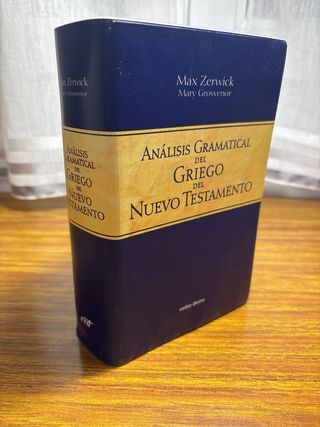 Max Zerwick
Mary Grosvenor
ANÁLISIS GRAMATICAL
DEL
GRIEGO
DEL
NUEVO TESTAMENTO
verbo divino
Max Zerwick
Mary Grosvenor
ANÁLISIS
GRAMATICAL
DEL
GRIEGO
DEL
NUEVO
TESTAMENTO
evd